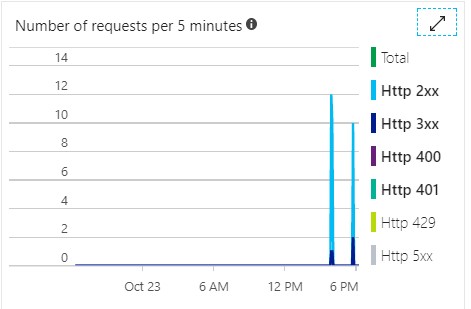 Number of requests per 5 minutes
14
12
10
8
6
4
2
0
Oct 23 6 AM 12 PM 6 PM
Total
Http 2xx
Http 3xx
Http 400
Http 401
Http 429
Http 5xx